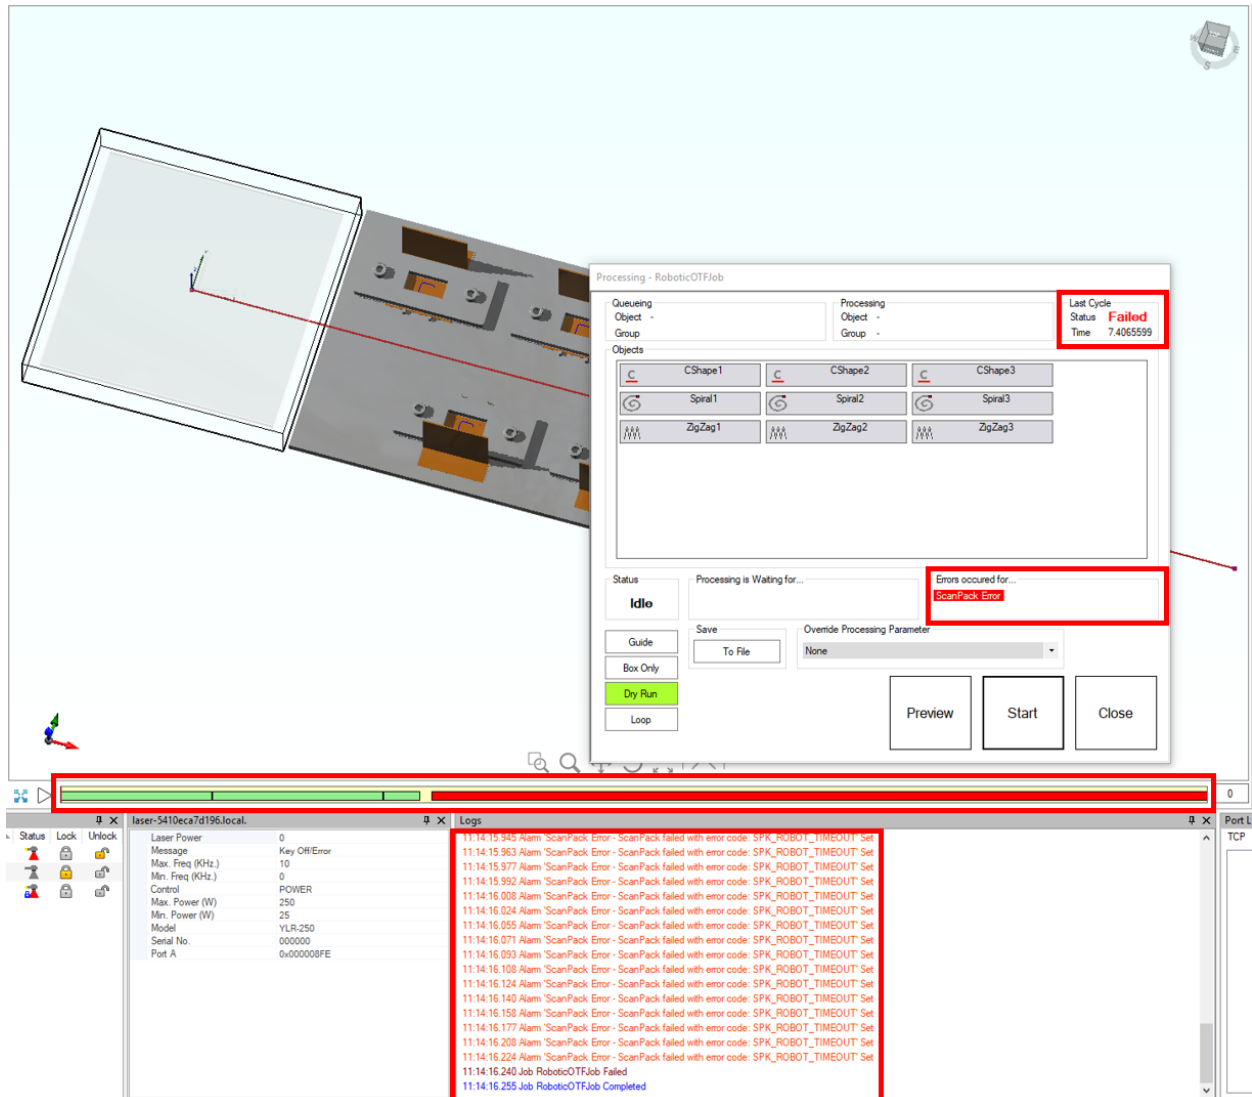 Processing - RoboticOTFJob
Queueing
Object -
Group
Processing
Object -
Group -
Last Cycle
Status Failed
Time 7.4065599
Objects
CShape1
CShape2
CShape3
Spiral1
Spiral2
Spiral3
ZigZag1
ZigZag2
ZigZag3
Status
Idle
Processing is Waiting for...
Errors occured for...
ScanPack Error
Guide
Box Only
Dry Run
Loop
Save
To File
Override Processing Parameter
None
Preview
Start
Close
0
Status Lock Unlock
laser-5410eca7d196.local.
Laser Power 0
Message Key Off/Error
Max. Freq (KHz.) 10
Min. Freq (KHz.) 0
Control POWER
Max. Power (W) 250
Min. Power (W) 25
Model YLR-250
Serial No. 000000
Port A 0x000008FE
Logs
11:14:15.945 Alarm 'ScanPack Error - ScanPack failed with error code: SPK_ROBOT_TIMEOUT' Set
11:14:15.963 Alarm 'ScanPack Error - ScanPack failed with error code: SPK_ROBOT_TIMEOUT' Set
11:14:15.977 Alarm 'ScanPack Error - ScanPack failed with error code: SPK_ROBOT_TIMEOUT' Set
11:14:15.992 Alarm 'ScanPack Error - ScanPack failed with error code: SPK_ROBOT_TIMEOUT' Set
11:14:16.008 Alarm 'ScanPack Error - ScanPack failed with error code: SPK_ROBOT_TIMEOUT' Set
11:14:16.024 Alarm 'ScanPack Error - ScanPack failed with error code: SPK_ROBOT_TIMEOUT' Set
11:14:16.055 Alarm 'ScanPack Error - ScanPack failed with error code: SPK_ROBOT_TIMEOUT' Set
11:14:16.071 Alarm 'ScanPack Error - ScanPack failed with error code: SPK_ROBOT_TIMEOUT' Set
11:14:16.093 Alarm 'ScanPack Error - ScanPack failed with error code: SPK_ROBOT_TIMEOUT' Set
11:14:16.108 Alarm 'ScanPack Error - ScanPack failed with error code: SPK_ROBOT_TIMEOUT' Set
11:14:16.124 Alarm 'ScanPack Error - ScanPack failed with error code: SPK_ROBOT_TIMEOUT' Set
11:14:16.140 Alarm 'ScanPack Error - ScanPack failed with error code: SPK_ROBOT_TIMEOUT' Set
11:14:16.158 Alarm 'ScanPack Error - ScanPack failed with error code: SPK_ROBOT_TIMEOUT' Set
11:14:16.177 Alarm 'ScanPack Error - ScanPack failed with error code: SPK_ROBOT_TIMEOUT' Set
11:14:16.208 Alarm 'ScanPack Error - ScanPack failed with error code: SPK_ROBOT_TIMEOUT' Set
11:14:16.224 Alarm 'ScanPack Error - ScanPack failed with error code: SPK_ROBOT_TIMEOUT' Set
11:14:16.240 Job RoboticOTFJob Failed
11:14:16.255 Job RoboticOTFJob Completed
Port L
TCP